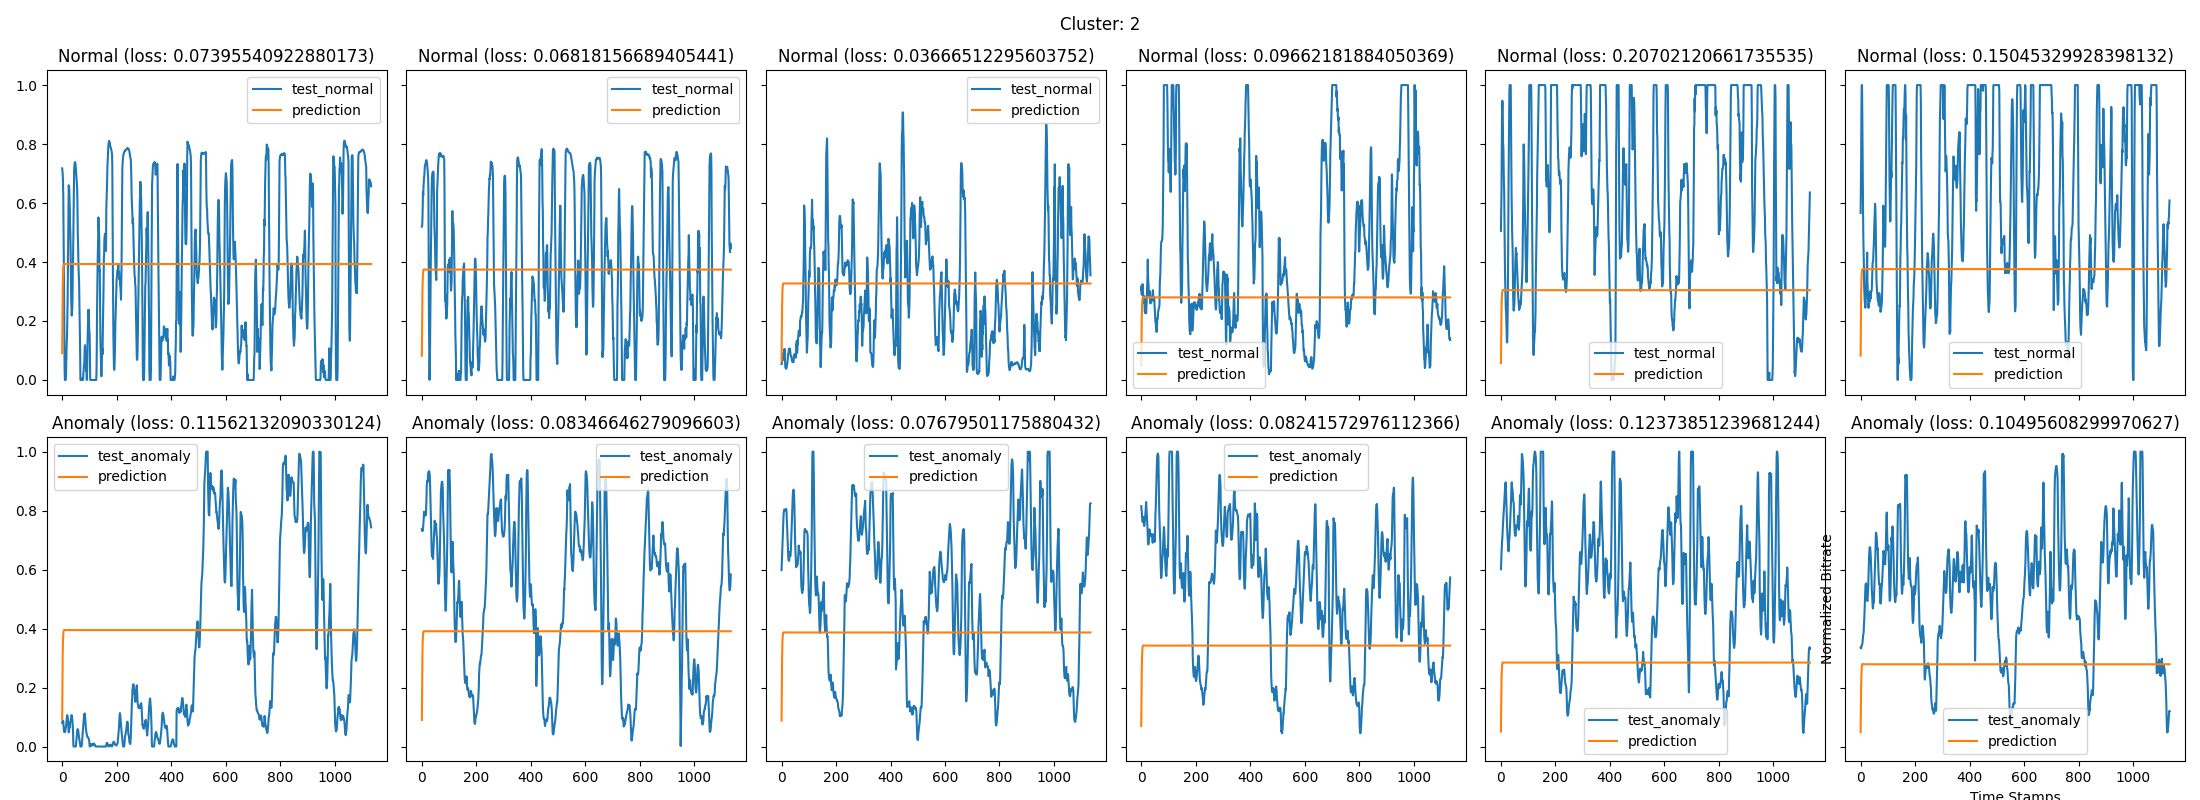 Cluster: 2
Normal (loss: 0.07395540922880173)
Normal (loss: 0.06818156689405441)
Normal (loss: 0.03666512295603752)
Normal (loss: 0.09662181884050369)
Normal (loss: 0.20702120661735535)
Normal (loss: 0.15045329928398132)
test_normal
prediction
test_normal
prediction
test_normal
prediction
test_normal
prediction
test_normal
prediction
test_normal
prediction
1.0
0.8
0.6
0.4
0.2
0.0
Anomaly (loss: 0.11562132090330124)
Anomaly (loss: 0.08346646279096603)
Anomaly (loss: 0.07679501175880432)
Anomaly (loss: 0.08241572976112366)
Anomaly (loss: 0.12373851239681244)
Anomaly (loss: 0.10495608299970627)
test_anomaly
prediction
test_anomaly
prediction
test_anomaly
prediction
test_anomaly
prediction
test_anomaly
prediction
test_anomaly
prediction
1.0
0.8
0.6
0.4
0.2
0.0
Normalized Bitrate
0 200 400 600 800 1000
0 200 400 600 800 1000
0 200 400 600 800 1000
0 200 400 600 800 1000
0 200 400 600 800 1000
0 200 400 600 800 1000
Time Stamps